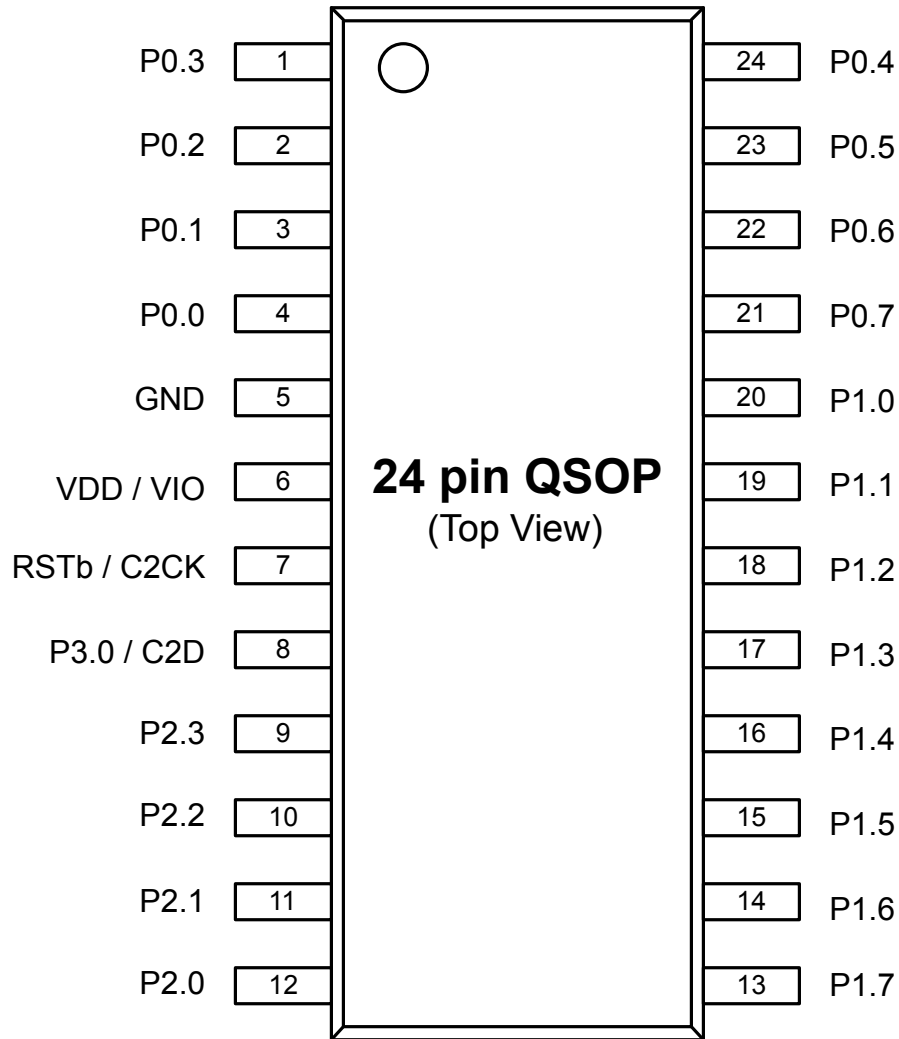 P0.3 1 24 P0.4
P0.2 2 23 P0.5
P0.1 3 22 P0.6
P0.0 4 21 P0.7
GND 5 20 P1.0
VDD / VIO 6 19 P1.1
24 pin QSOP
(Top View)
RSTb / C2CK 7 18 P1.2
P3.0 / C2D 8 17 P1.3
P2.3 9 16 P1.4
P2.2 10 15 P1.5
P2.1 11 14 P1.6
P2.0 12 13 P1.7